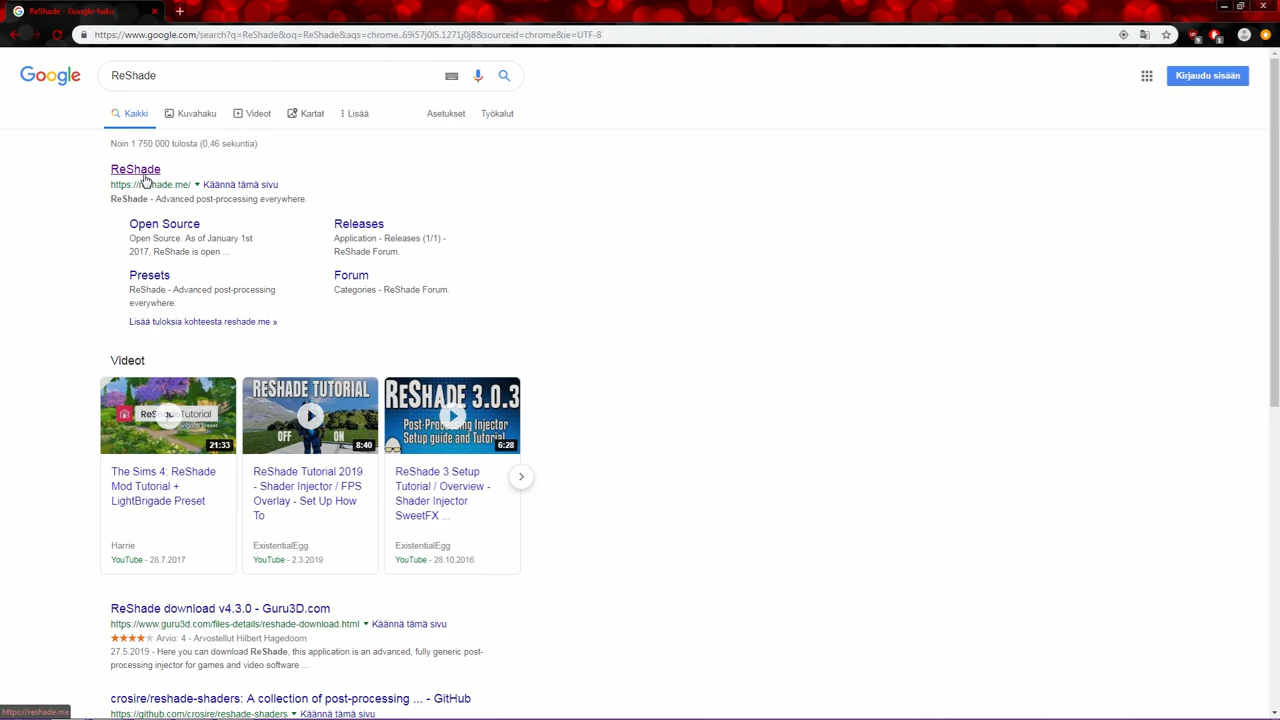 ReShade - Google-haku
https://www.google.com/search?q=ReShade&oq=ReShade&aqs=chrome..69i57j0l5.1271j0j8&sourceid=chrome&ie=UTF-8
Google
ReShade
Kirjaudu sisään
Kaikki Kuvahaku Videot Kartat Lisää Asetukset Työkalut
Noin 1 750 000 tulosta (0,46 sekuntia)
ReShade
Käännä tämä sivu
ReShade - Advanced post-processing everywhere.
Open Source
Open Source. As of January 1st
2017, ReShade is open ...
Releases
Application - Releases (1/1) -
ReShade Forum.
Presets
ReShade - Advanced post-processing
everywhere.
Forum
Categories - ReShade Forum.
Lisää tuloksia kohteesta reshade.me »
Videot
ReShade Tutorial
21:33
The Sims 4: ReShade
Mod Tutorial +
LightBrigade Preset
Harrie
YouTube - 28.7.2017
RESHADE TUTORIAL
OFF ON
8:40
ReShade Tutorial 2019
- Shader Injector / FPS
Overlay - Set Up How
To
ExistentialEgg
YouTube - 2.3.2019
RESHADE 3.0.3
Post-Processing Injector
Setup guide and Tutorial
6:28
ReShade 3 Setup
Tutorial / Overview -
Shader Injector
SweetFX ...
ExistentialEgg
YouTube - 28.10.2016
ReShade download v4.3.0 - Guru3D.com
https://www.guru3d.com/files-details/reshade-download.html Käännä tämä sivu
Arvio: 4 - Arvostellut Hilbert Hagedoorn
27.5.2019 - Here you can download ReShade, this application is an advanced, fully generic post-
processing injector for games and video software ...
crosire/reshade-shaders: A collection of post-processing ... - GitHub
https://github.com/crosire/reshade-shaders Käännä tämä sivu
https://reshade.me